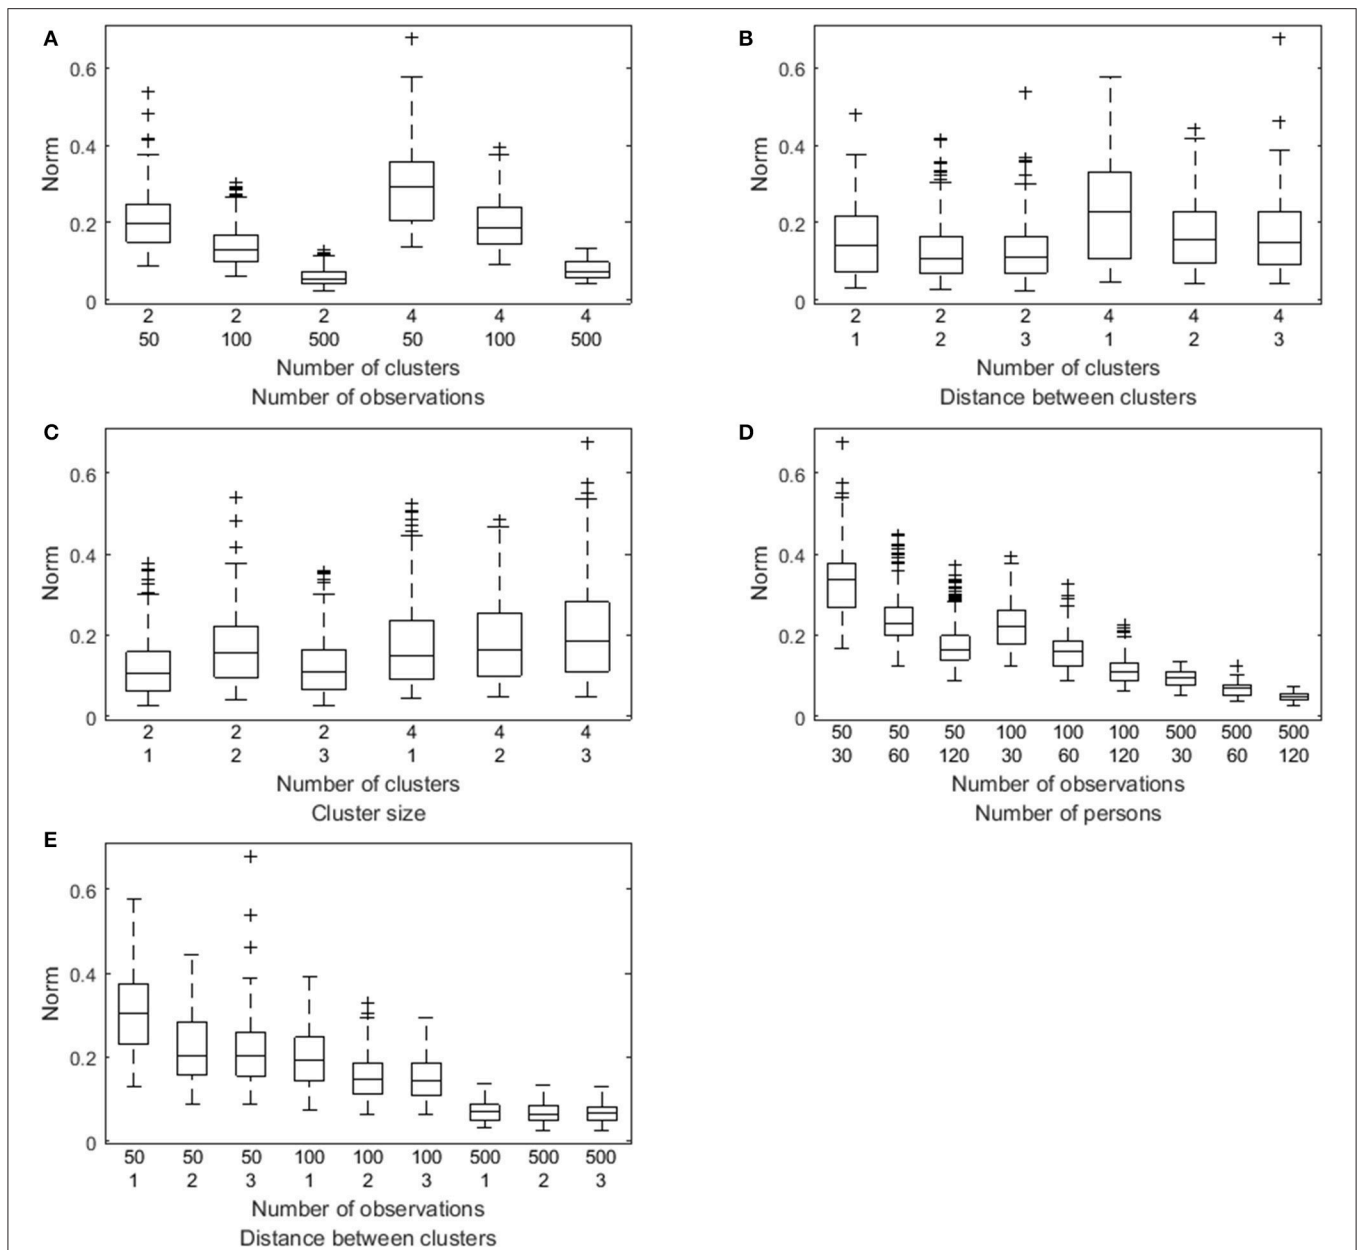 A
Norm
0.6
0.4
0.2
0
2 2 2 4 4 4
50 100 500 50 100 500
Number of clusters
Number of observations
B
Norm
0.6
0.4
0.2
0
2 2 2 4 4 4
1 2 3 1 2 3
Number of clusters
Distance between clusters
C
Norm
0.6
0.4
0.2
0
2 2 2 4 4 4
1 2 3 1 2 3
Number of clusters
Cluster size
D
Norm
0.6
0.4
0.2
0
50 50 50 100 100 100 500 500 500
30 60 120 30 60 120 30 60 120
Number of observations
Number of persons
E
Norm
0.6
0.4
0.2
0
50 50 50 100 100 100 500 500 500
1 2 3 1 2 3 1 2 3
Number of observations
Distance between clusters